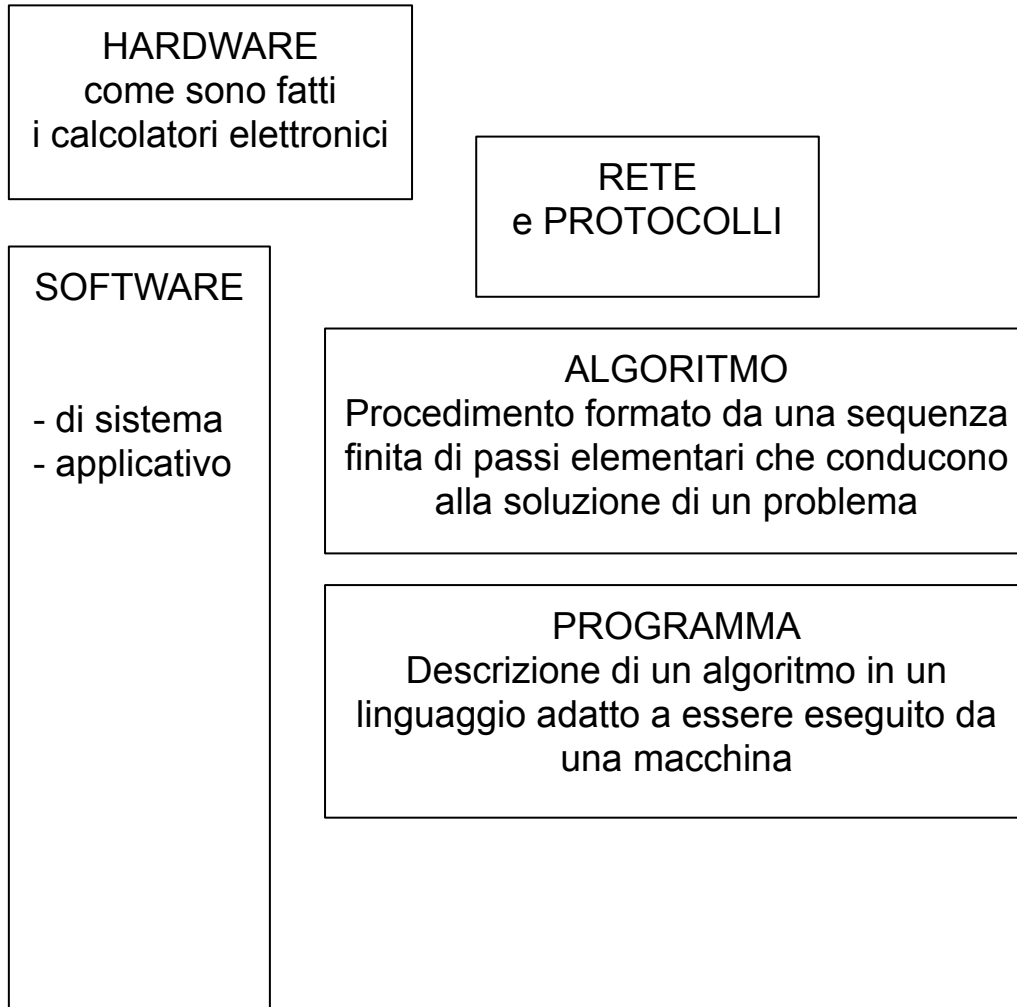 HARDWARE
come sono fatti
i calcolatori elettronici
RETE
e PROTOCOLLI
SOFTWARE
- di sistema
- applicativo
ALGORITMO
Procedimento formato da una sequenza
finita di passi elementari che conducono
alla soluzione di un problema
PROGRAMMA
Descrizione di un algoritmo in un
linguaggio adatto a essere eseguito da
una macchina